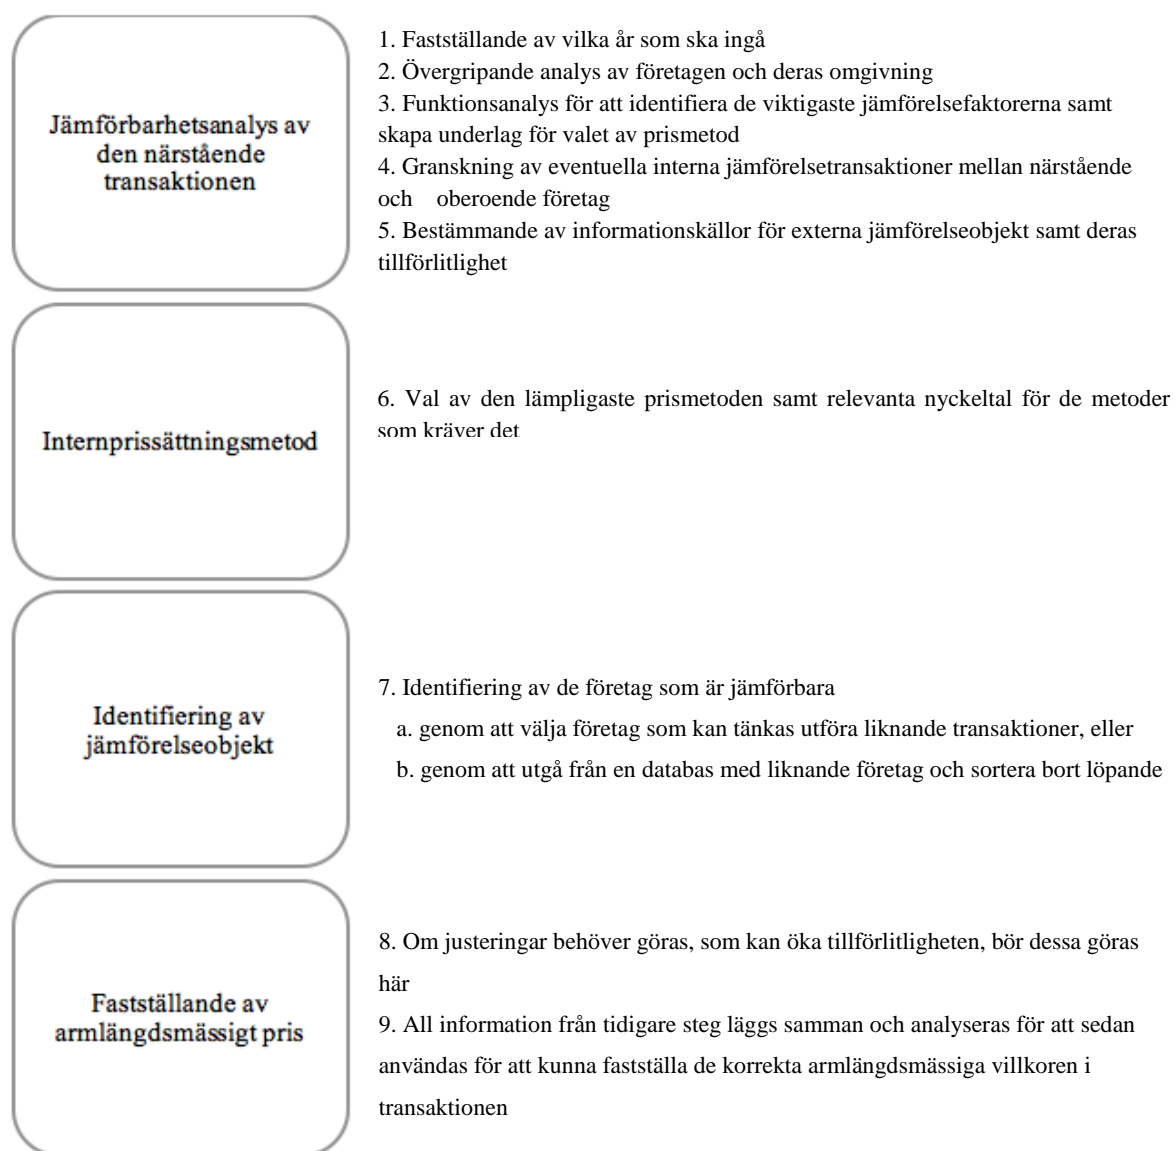 Jämförbarhetsanalys av
den närstående
transaktionen
1. Fastställande av vilka år som ska ingå
2. Övergripande analys av företagen och deras omgivning
3. Funktionsanalys för att identifiera de viktigaste jämförelsefaktorerna samt
skapa underlag för valet av prismetod
4. Granskning av eventuella interna jämförelsetransaktioner mellan närstående
och oberoende företag
5. Bestämmande av informationskällor för externa jämförelseobjekt samt deras
tillförlitlighet
Internprissättningsmetod
6. Val av den lämpligaste prismetoden samt relevanta nyckeltal för de metoder
som kräver det
Identifiering av
jämförelseobjekt
7. Identifiering av de företag som är jämförbara
a. genom att välja företag som kan tänkas utföra liknande transaktioner, eller
b. genom att utgå från en databas med liknande företag och sortera bort löpande
Fastställande av
armlängdsmässigt pris
8. Om justeringar behöver göras, som kan öka tillförlitligheten, bör dessa göras
här
9. All information från tidigare steg läggs samman och analyseras för att sedan
användas för att kunna fastställa de korrekta armlängdsmässiga villkoren i
transaktionen